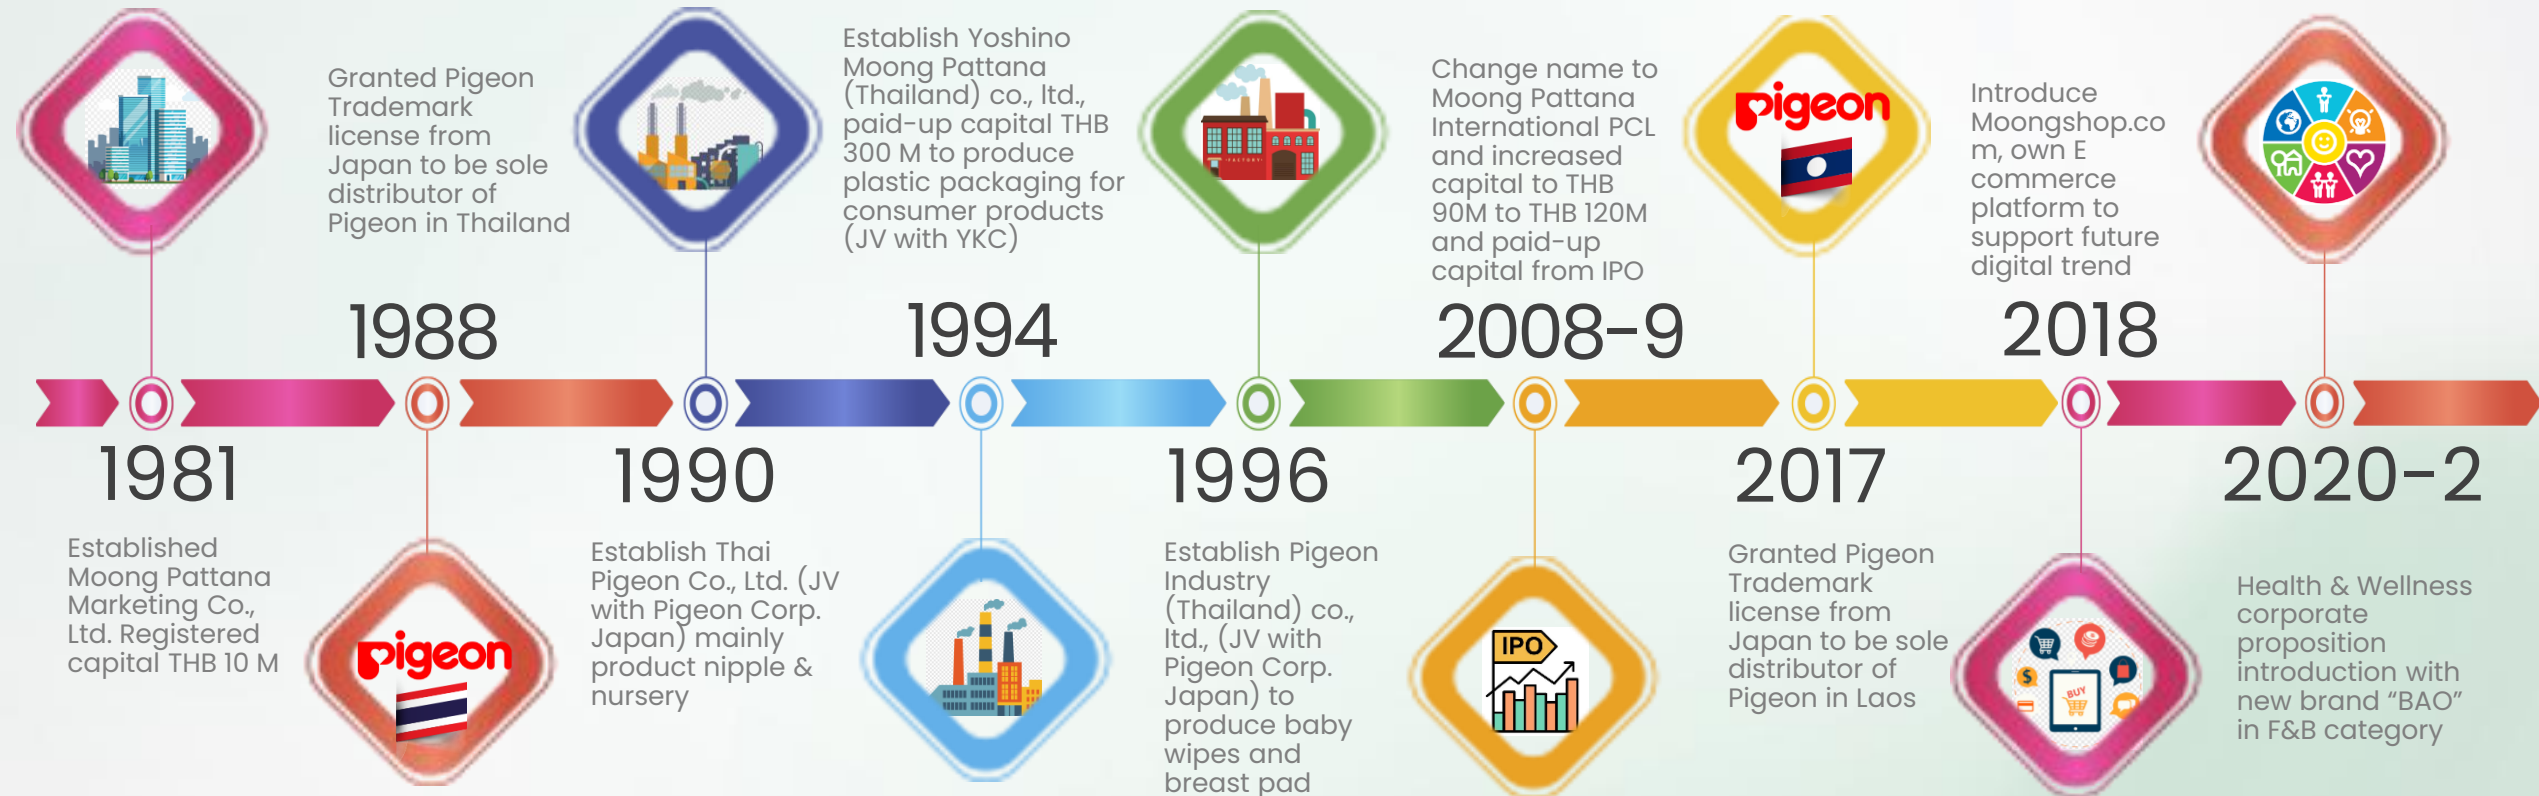 1981
Established
Moong Pattana
Marketing Co.,
Ltd. Registered
capital THB 10 M
Granted Pigeon
Trademark
license from
Japan to be sole
distributor of
Pigeon in Thailand
1988
pigeon
1990
Establish Thai
Pigeon Co., Ltd. (JV
with Pigeon Corp.
Japan) mainly
product nipple &
nursery
Establish Yoshino
Moong Pattana
(Thailand) co., ltd.,
paid-up capital THB
300 M to produce
plastic packaging for
consumer products
(JV with YKC)
1994
FACTORY
1996
Establish Pigeon
Industry
(Thailand) co.,
ltd., (JV with
Pigeon Corp.
Japan) to
produce baby
wipes and
breast pad
Change name to
Moong Pattana
International PCL
and increased
capital to THB
90M to THB 120M
and paid-up
capital from IPO
2008-9
IPO
pigeon
2017
Granted Pigeon
Trademark
license from
Japan to be sole
distributor of
Pigeon in Laos
Introduce
Moongshop.co
m, own E
commerce
platform to
support future
digital trend
2018
$
BUY
2020-2
Health & Wellness
corporate
proposition
introduction with
new brand “BAO”
in F&B category